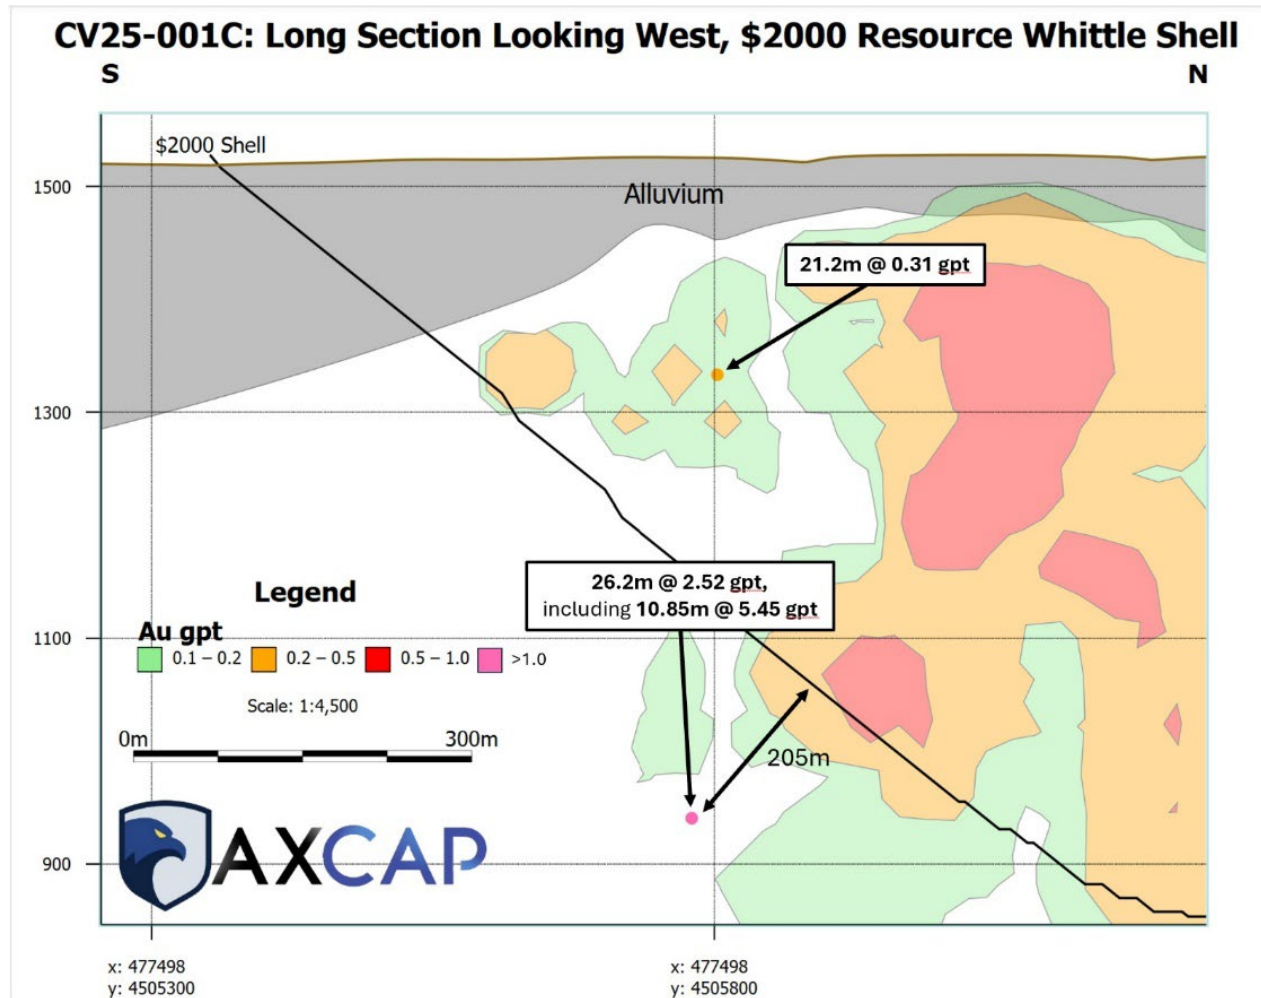 CV25-001C: Long Section Looking West, $2000 Resource Whittle Shell
S
N
$2000 Shell
1500
Alluvium
21.2m @ 0.31 gpt
1300
26.2m @ 2.52 gpt,
including 10.85m @ 5.45 gpt
Legend
1100
Au gpt
0.1 – 0.2
0.2 – 0.5
0.5 – 1.0
>1.0
Scale: 1:4,500
0m
300m
205m
AXCAP
900
x: 477498
y: 4505300
x: 477498
y: 4505800